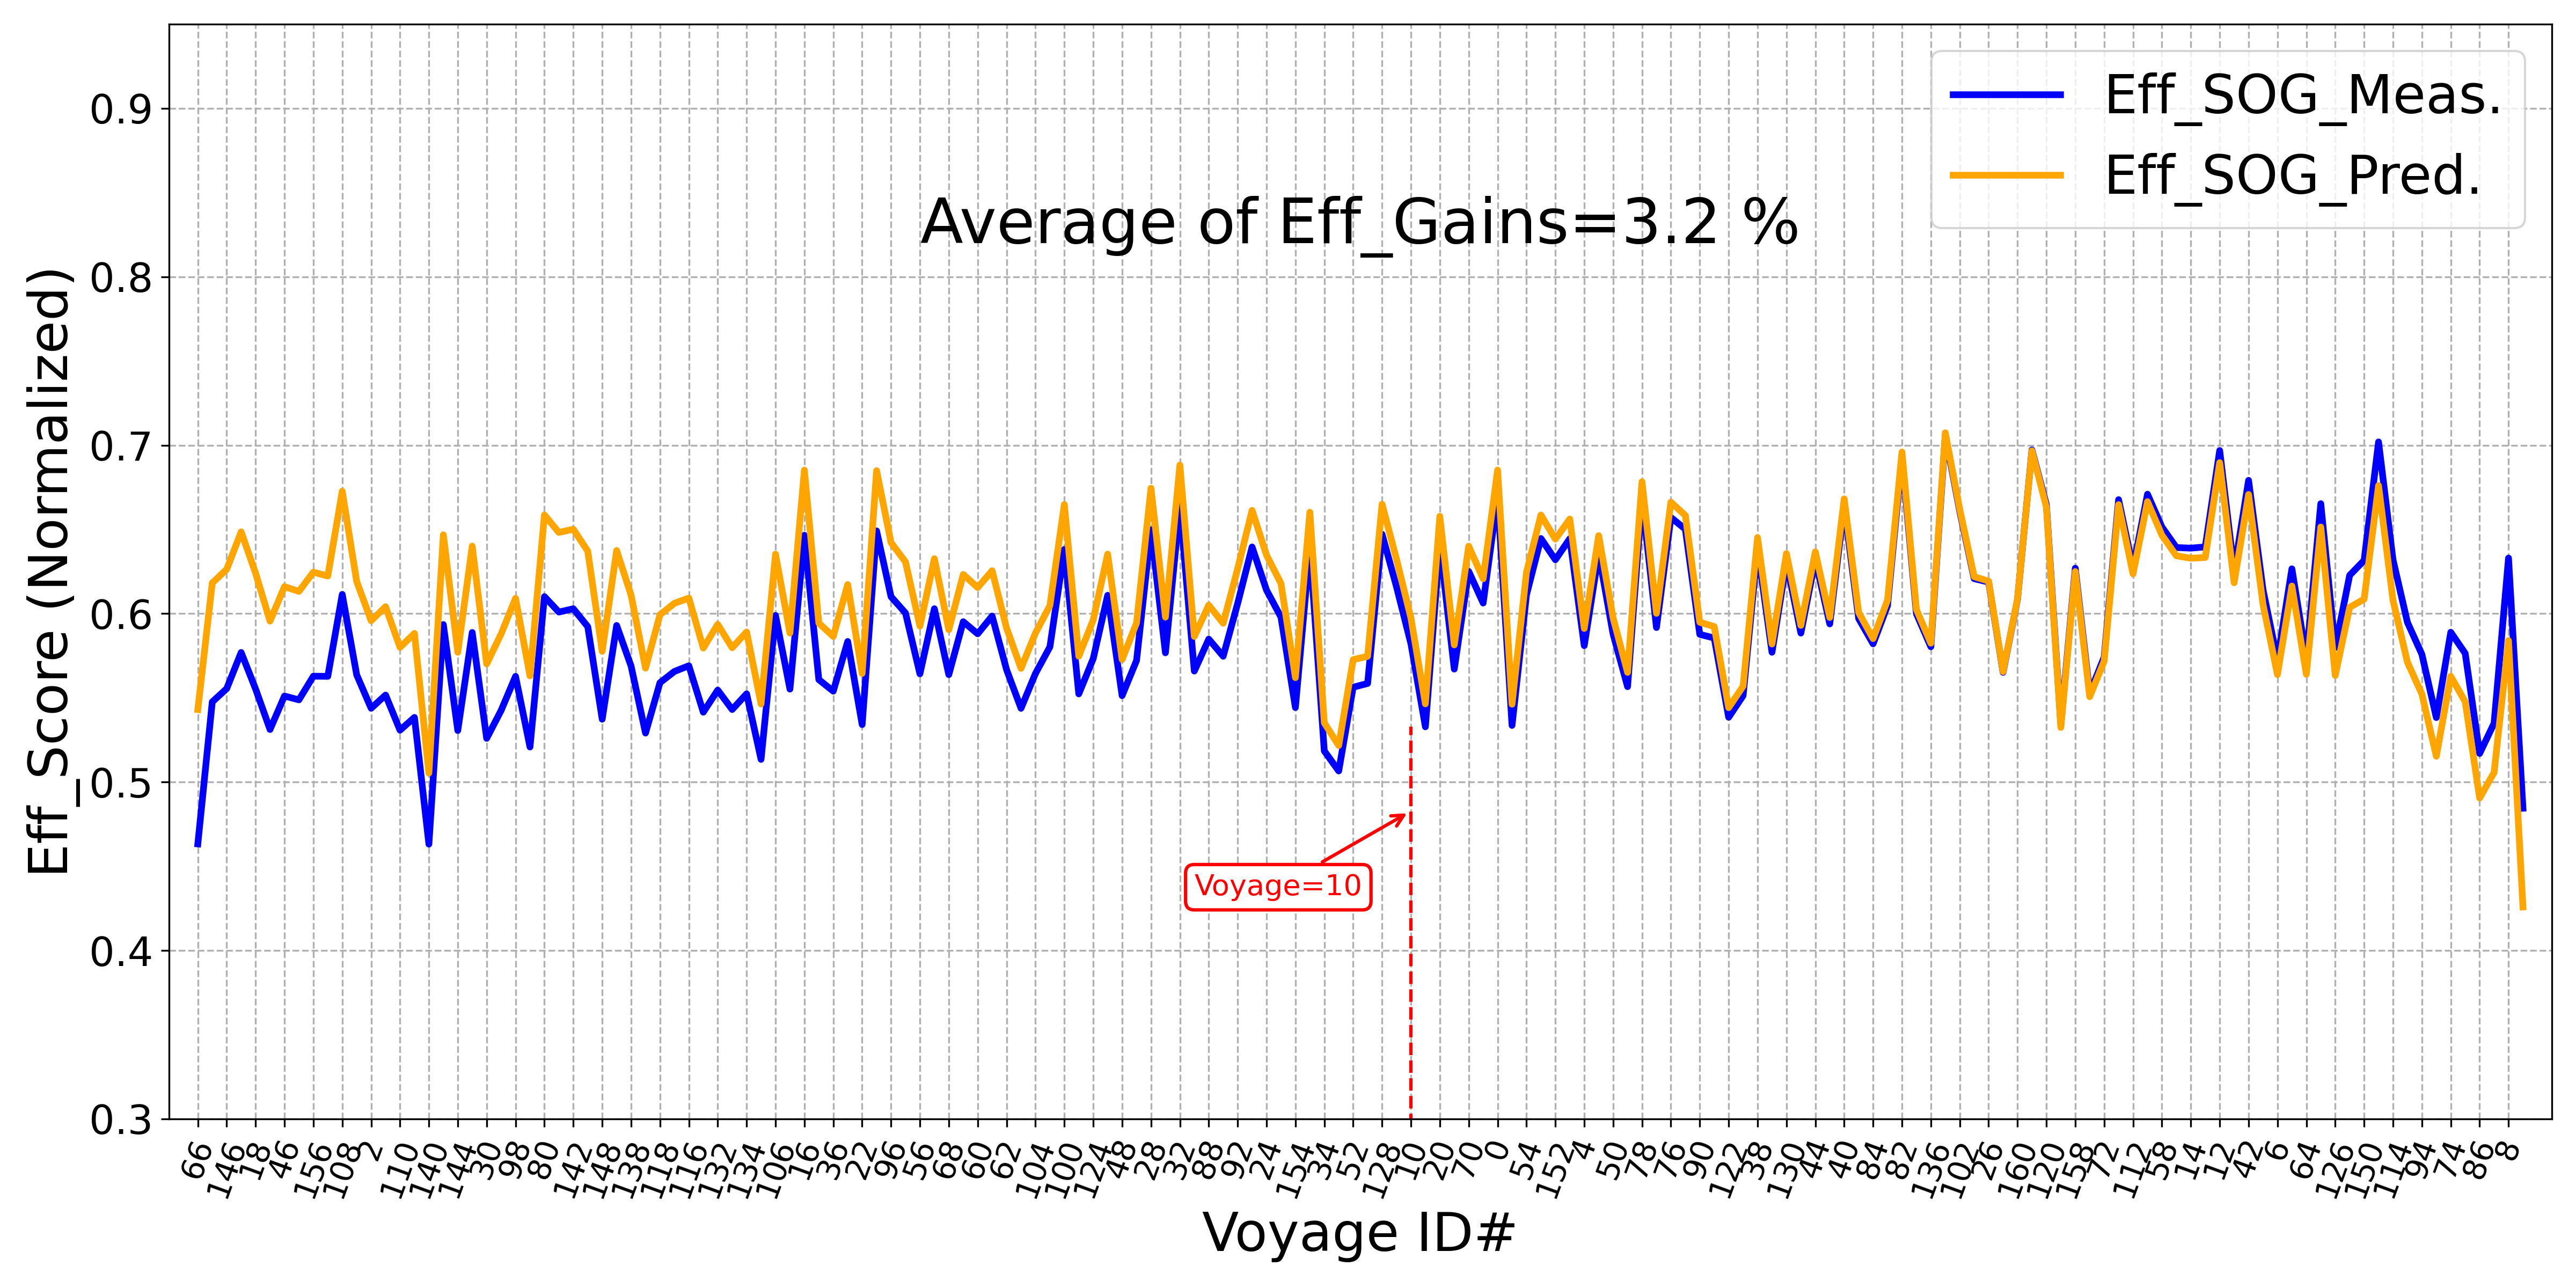 Eff_SOG_Meas.
Eff_SOG_Pred.
Average of Eff_Gains=3.2 %
Eff_Score (Normalized)
0.9
0.8
0.7
0.6
0.5
0.4
0.3
Voyage=10
66 146 18 46 156 108 2 110 140 144 30 98 80 142 148 138 118 116 132 134 106 16 36 22 96 56 68 60 62 104 100 124 48 28 32 88 92 24 154 34 152 128 10 20 70 0 54 152 4 50 78 76 90 122 38 130 44 40 84 82 136 102 26 160 120 158 72 112 58 14 12 42 6 64 126 150 114 94 74 86 8
Voyage ID#